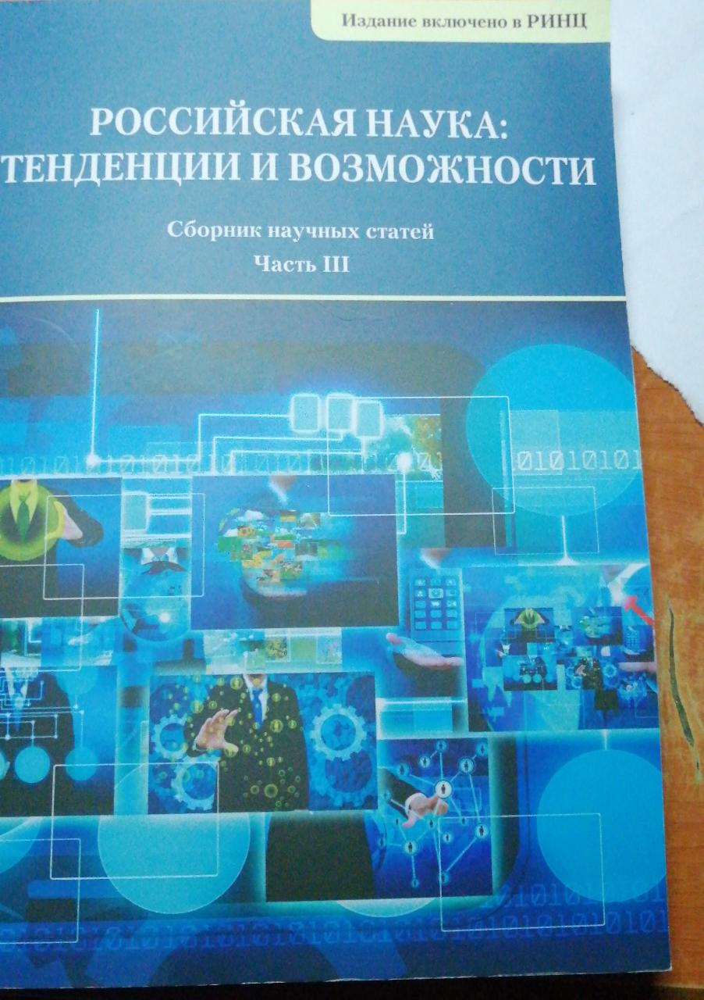 Издание включено в РИНЦ
РОССИЙСКАЯ НАУКА:
ТЕНДЕНЦИИ И ВОЗМОЖНОСТИ
Сборник научных статей
Часть III